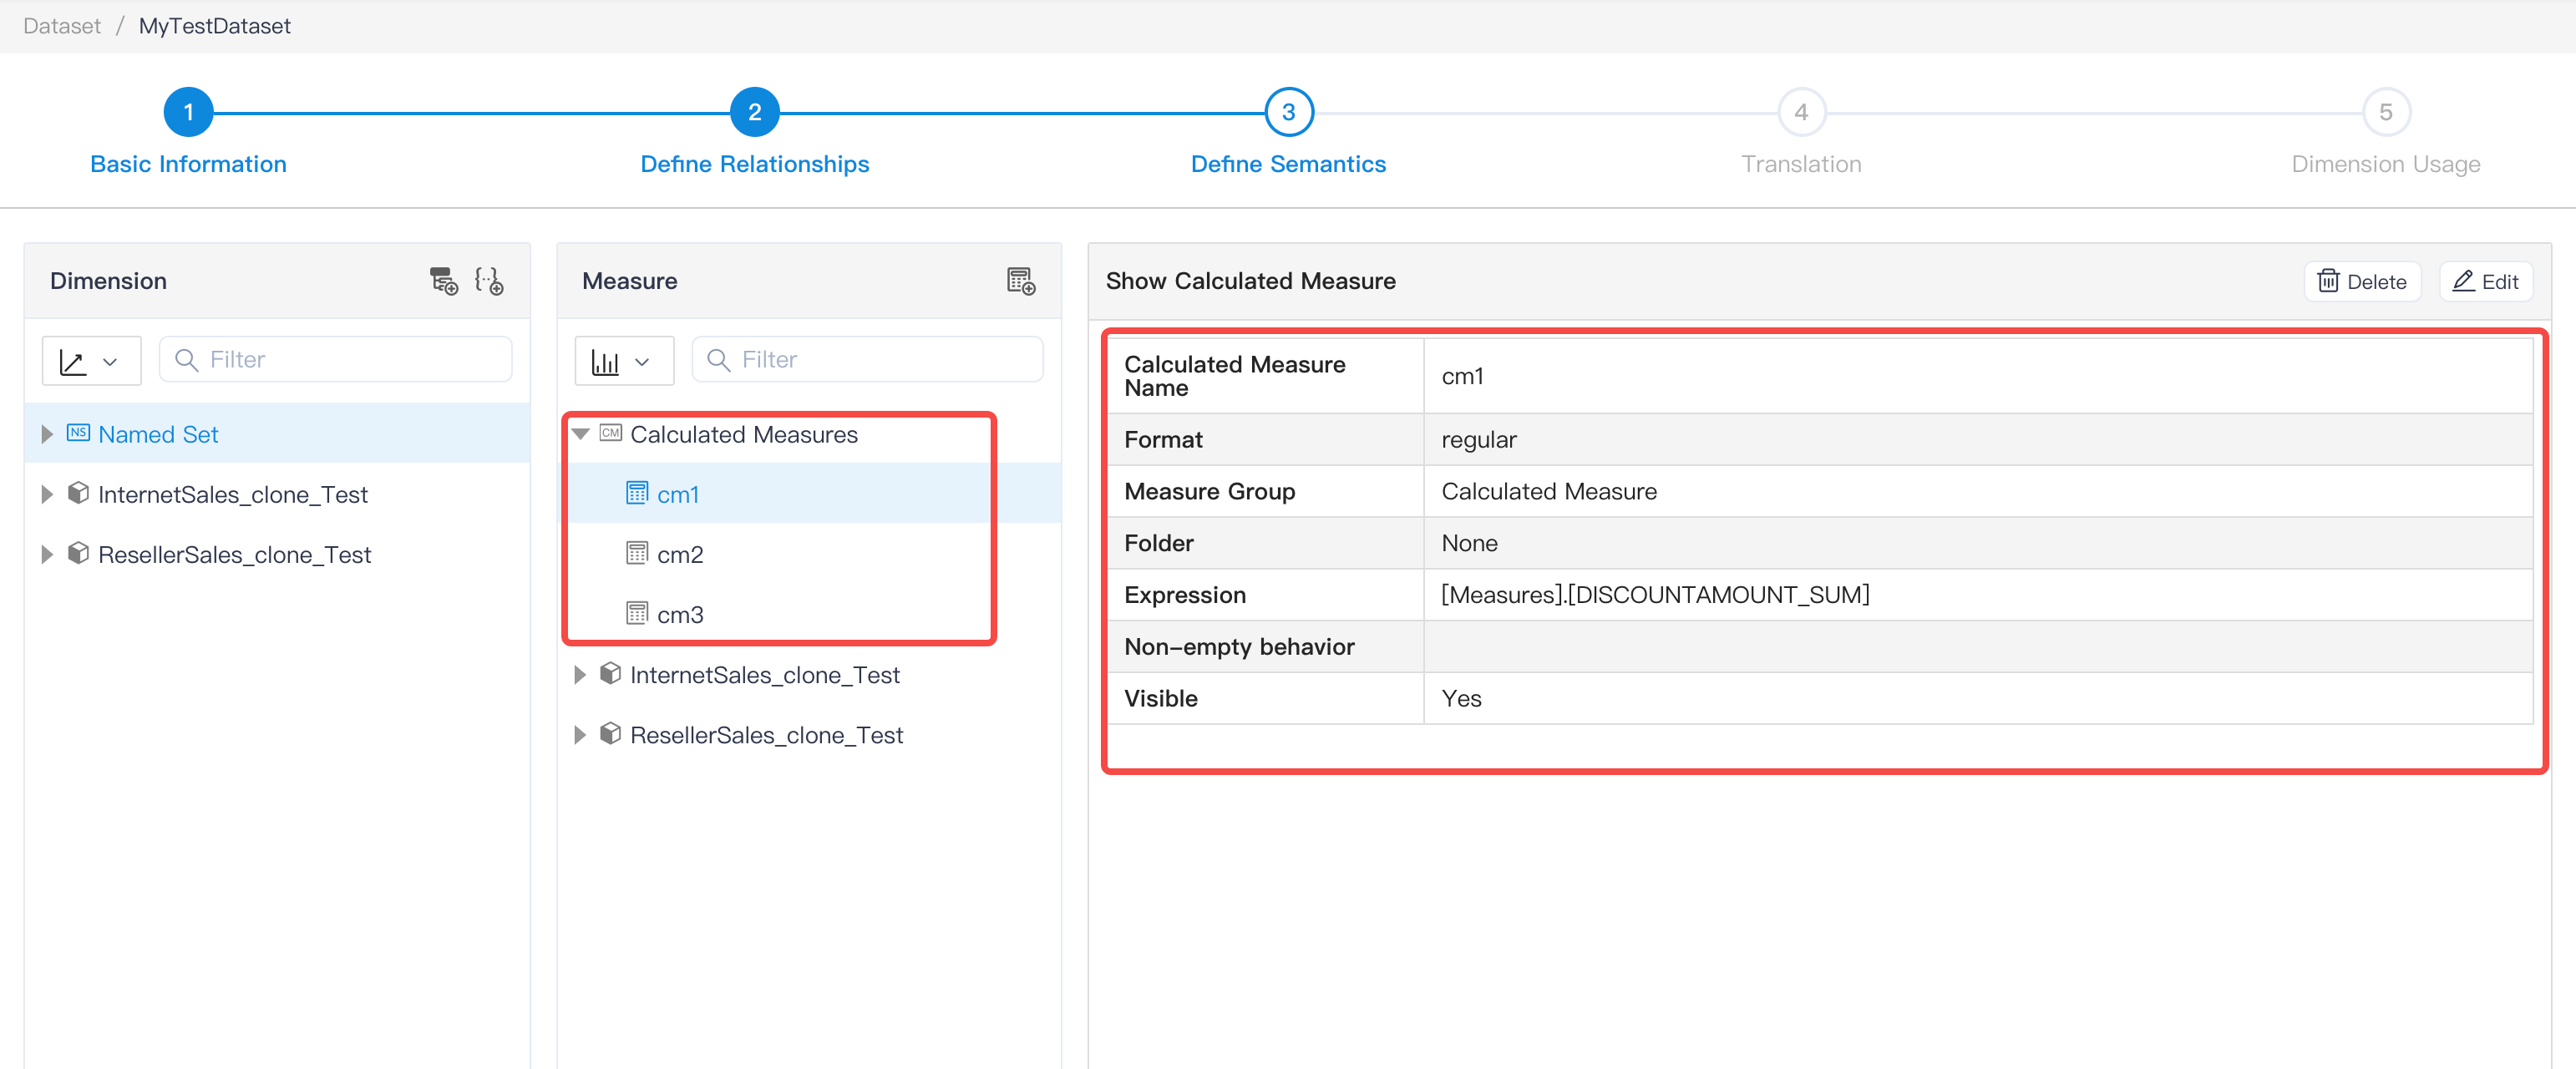 Dataset / MyTestDataset
1 2 3 4 5
Basic Information Define Relationships Define Semantics Translation Dimension Usage
Dimension
Filter
NS Named Set
InternetSales_clone_Test
ResellerSales_clone_Test
Measure
Filter
CM Calculated Measures
cm1
cm2
cm3
InternetSales_clone_Test
ResellerSales_clone_Test
Show Calculated Measure Delete Edit
Calculated Measure
Name cm1
Format regular
Measure Group Calculated Measure
Folder None
Expression [Measures].[DISCOUNTAMOUNT_SUM]
Non-empty behavior
Visible Yes